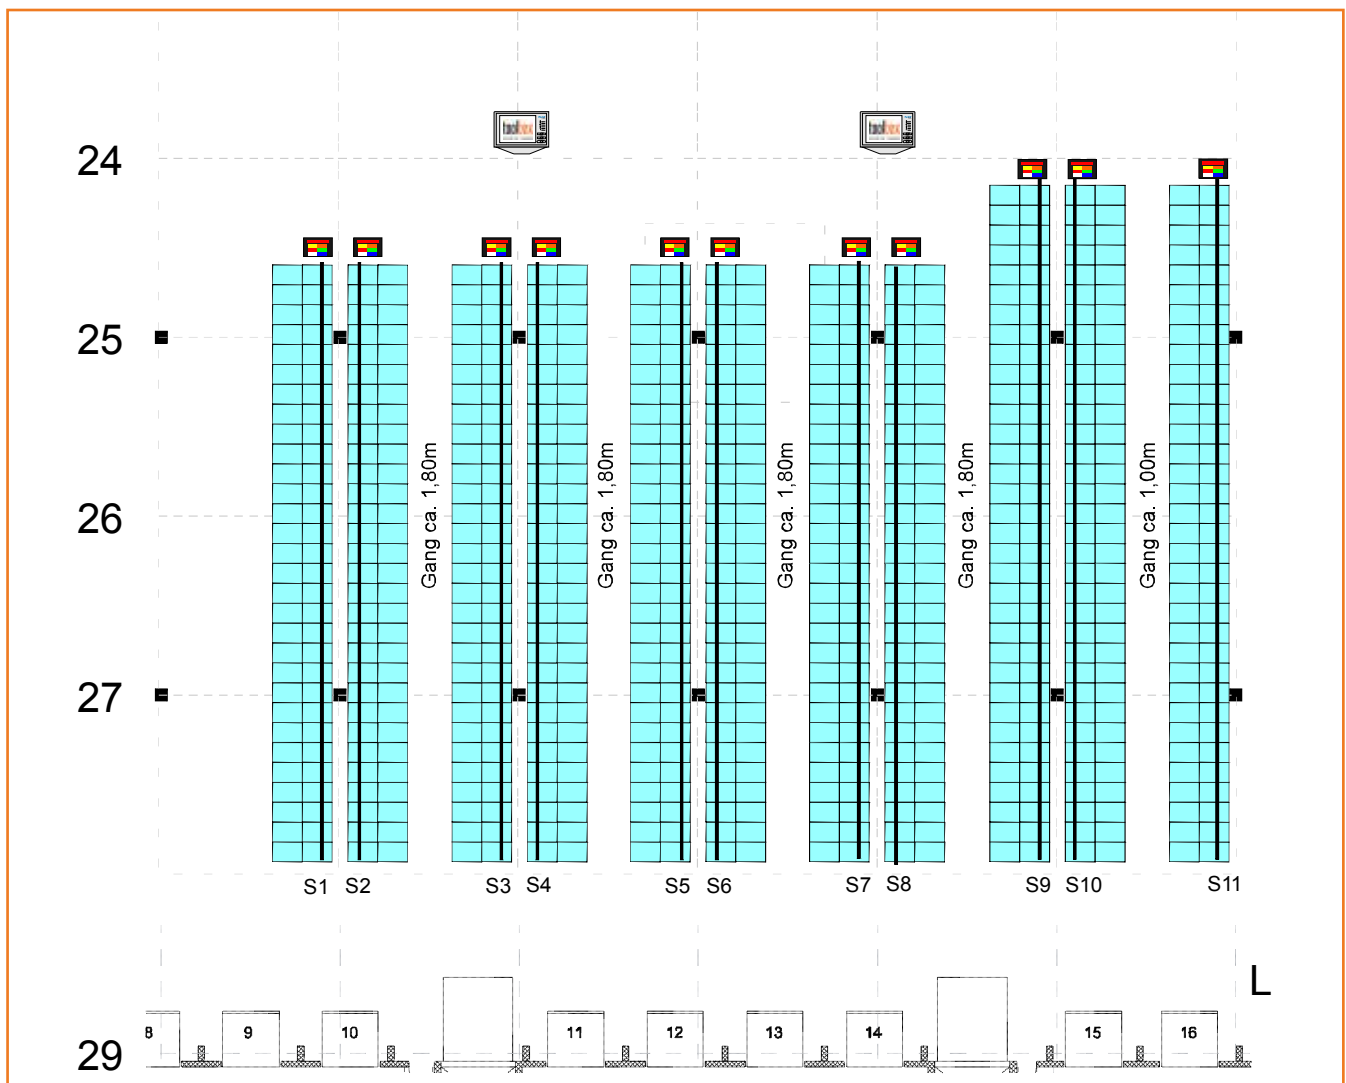 toolbox
toolbox
24
25
26
27
29
Gang ca. 1,80m
Gang ca. 1,80m
Gang ca. 1,80m
Gang ca. 1,80m
Gang ca. 1,00m
S1 S2 S3 S4 S5 S6 S7 S8 S9 S10 S11
L
8 9 10 11 12 13 14 15 16